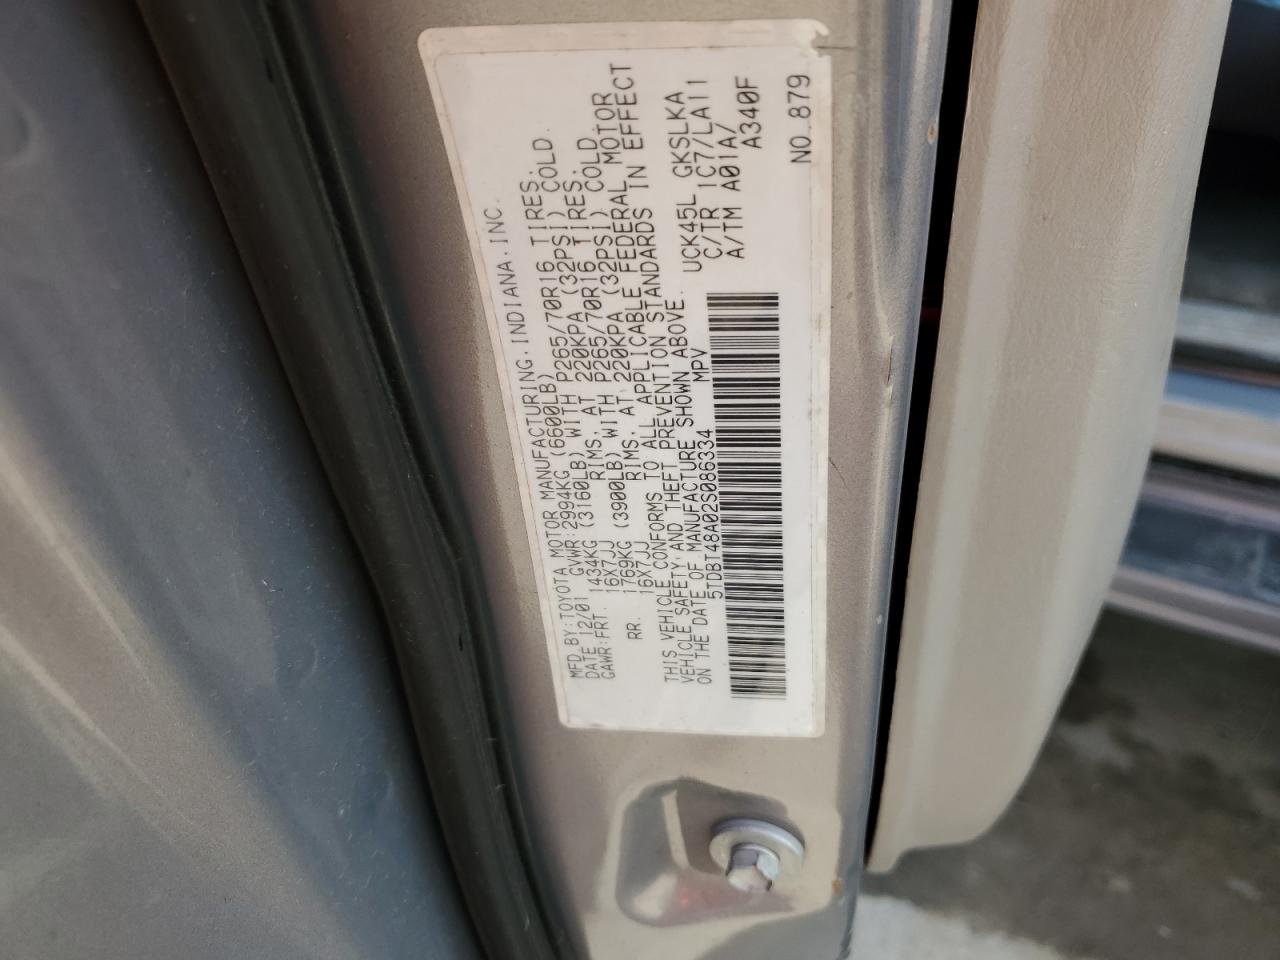 MFD.BY:TOYOTA MOTOR MANUFACTURING.INDIANA.INC.
DATE 12/01 GVWR:2994KG (6600LB)
GAWR:FRT. 1434KG (3160LB) WITH P265/70R16 TIRES.
16X7JJ RIMS. AT 220KPA (32PSI) COLD.
RR. 1769KG (3900LB) WITH P265/70R16 TIRES.
16X7JJ RIMS. AT 220KPA (32PSI) COLD
THIS VEHICLE CONFORMS TO ALL APPLICABLE FEDERAL MOTOR
VEHICLE SAFETY AND THEFT PREVENTION STANDARDS IN EFFECT
ON THE DATE OF MANUFACTURE SHOWN ABOVE.
5TDBT48A02S086334 MPV
UCK45L GKSLKA
C/TR 1C7/LA11
A/TM A01A/
A340F
NO.879